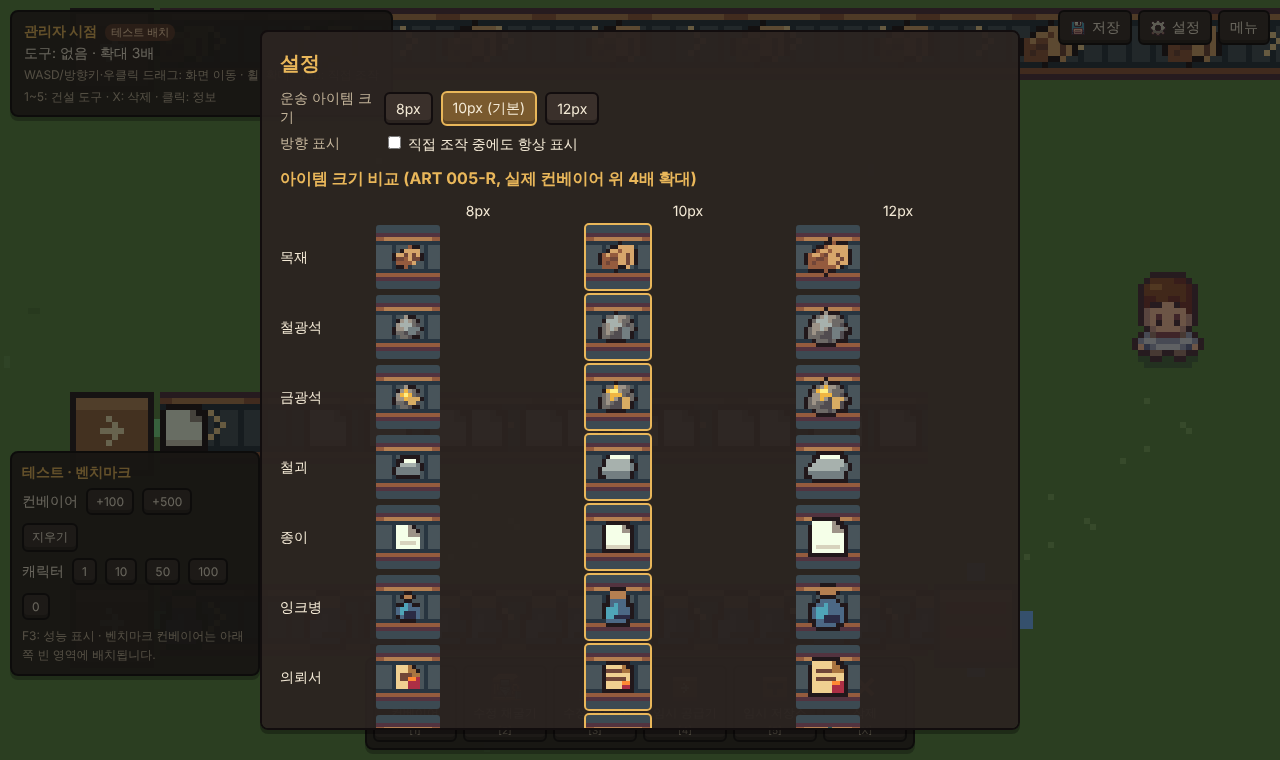 관리자 시점 테스트 배치
도구: 없음 · 확대 3배
WASD/방향키·우클릭 드래그: 화면 이동 · 휠
1~5: 건설 도구 · X: 삭제 · 클릭: 정보
저장
설정
메뉴
설정
운송 아이템 크기
8px
10px (기본)
12px
방향 표시
직접 조작 중에도 항상 표시
아이템 크기 비교 (ART 005-R, 실제 컨베이어 위 4배 확대)
8px 10px 12px
목재
철광석
금광석
철괴
종이
잉크병
의뢰서
테스트 · 벤치마크
컨베이어 +100 +500
지우기
캐릭터 1 10 50 100
0
F3: 성능 표시 · 벤치마크 컨베이어는 아래
쪽 빈 영역에 배치됩니다.
[1] [2] [3] [4] [5] [X]